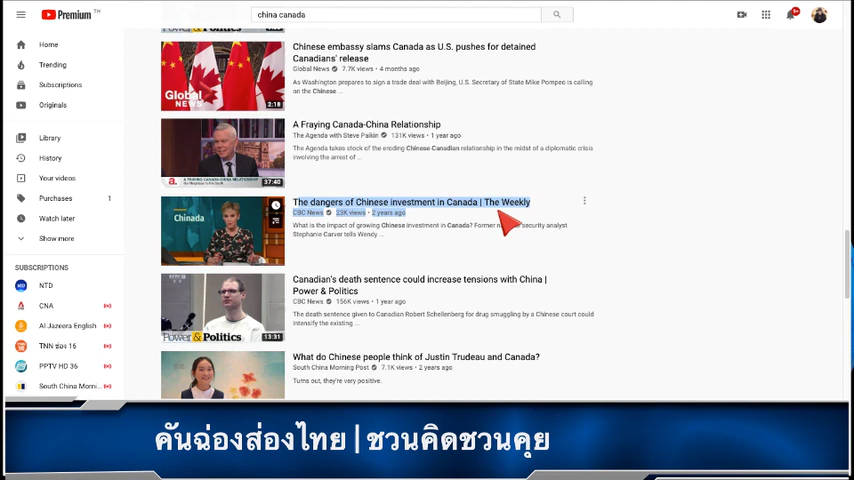 Premium TH
china canada
9+
Home
Trending
Subscriptions
Originals
Library
History
Your videos
Purchases 1
Watch later
Show more
SUBSCRIPTIONS
NTD
CNA
Al Jazeera English
TNN ช่อง 16
PPTV HD 36
South China Morni...
Power & Politics
Global NEWS
2:18
Chinese embassy slams Canada as U.S. pushes for detained
Canadians' release
Global News 7.7K views • 4 months ago
As Washington prepares to sign a trade deal with Beijing, U.S. Secretary of State Mike Pompeo is calling
on the Chinese ...
A FRAYING CANADA-CHINA RELATIONSHIP
37:40
A Fraying Canada-China Relationship
The Agenda with Steve Paikin 131K views • 1 year ago
The Agenda takes stock of the eroding Chinese-Canadian relationship in the midst of a diplomatic crisis
involving the arrest of ...
Chinada
The dangers of Chinese investment in Canada | The Weekly
CBC News 23K views • 2 years ago
What is the impact of growing Chinese investment in Canada? Former security analyst
Stephanie Carver tells Wendy ...
Power & Politics
13:31
Canadian's death sentence could increase tensions with China |
Power & Politics
CBC News 156K views • 1 year ago
The death sentence given to Canadian Robert Schellenberg for drug smuggling by a Chinese court could
intensify the existing ...
What do Chinese people think of Justin Trudeau and Canada?
South China Morning Post 7.1K views • 2 years ago
Turns out, they're very positive.
คันฉ่องส่องไทย | ชวนคิดชวนคุย